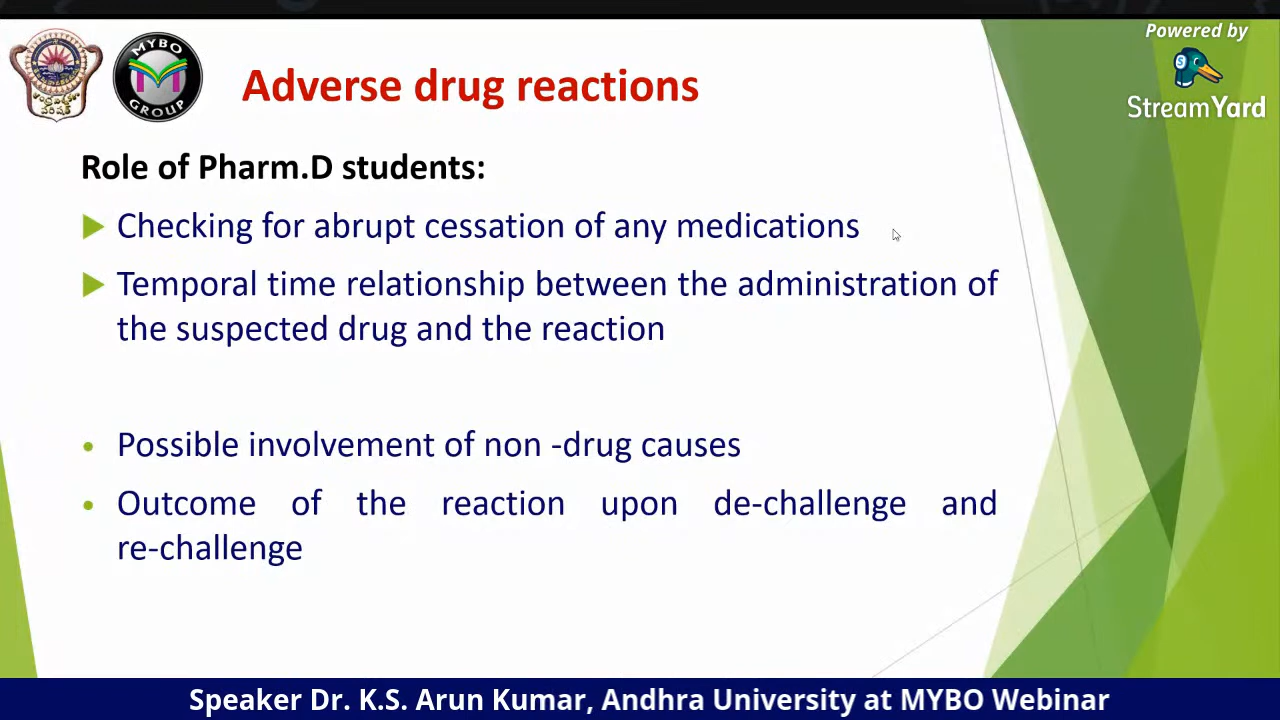 Powered by
StreamYard
MYBO
GROUP
Adverse drug reactions
Role of Pharm.D students:
Checking for abrupt cessation of any medications
Temporal time relationship between the administration of
the suspected drug and the reaction
Possible involvement of non -drug causes
Outcome of the reaction upon de-challenge and
re-challenge
Speaker Dr. K.S. Arun Kumar, Andhra University at MYBO Webinar